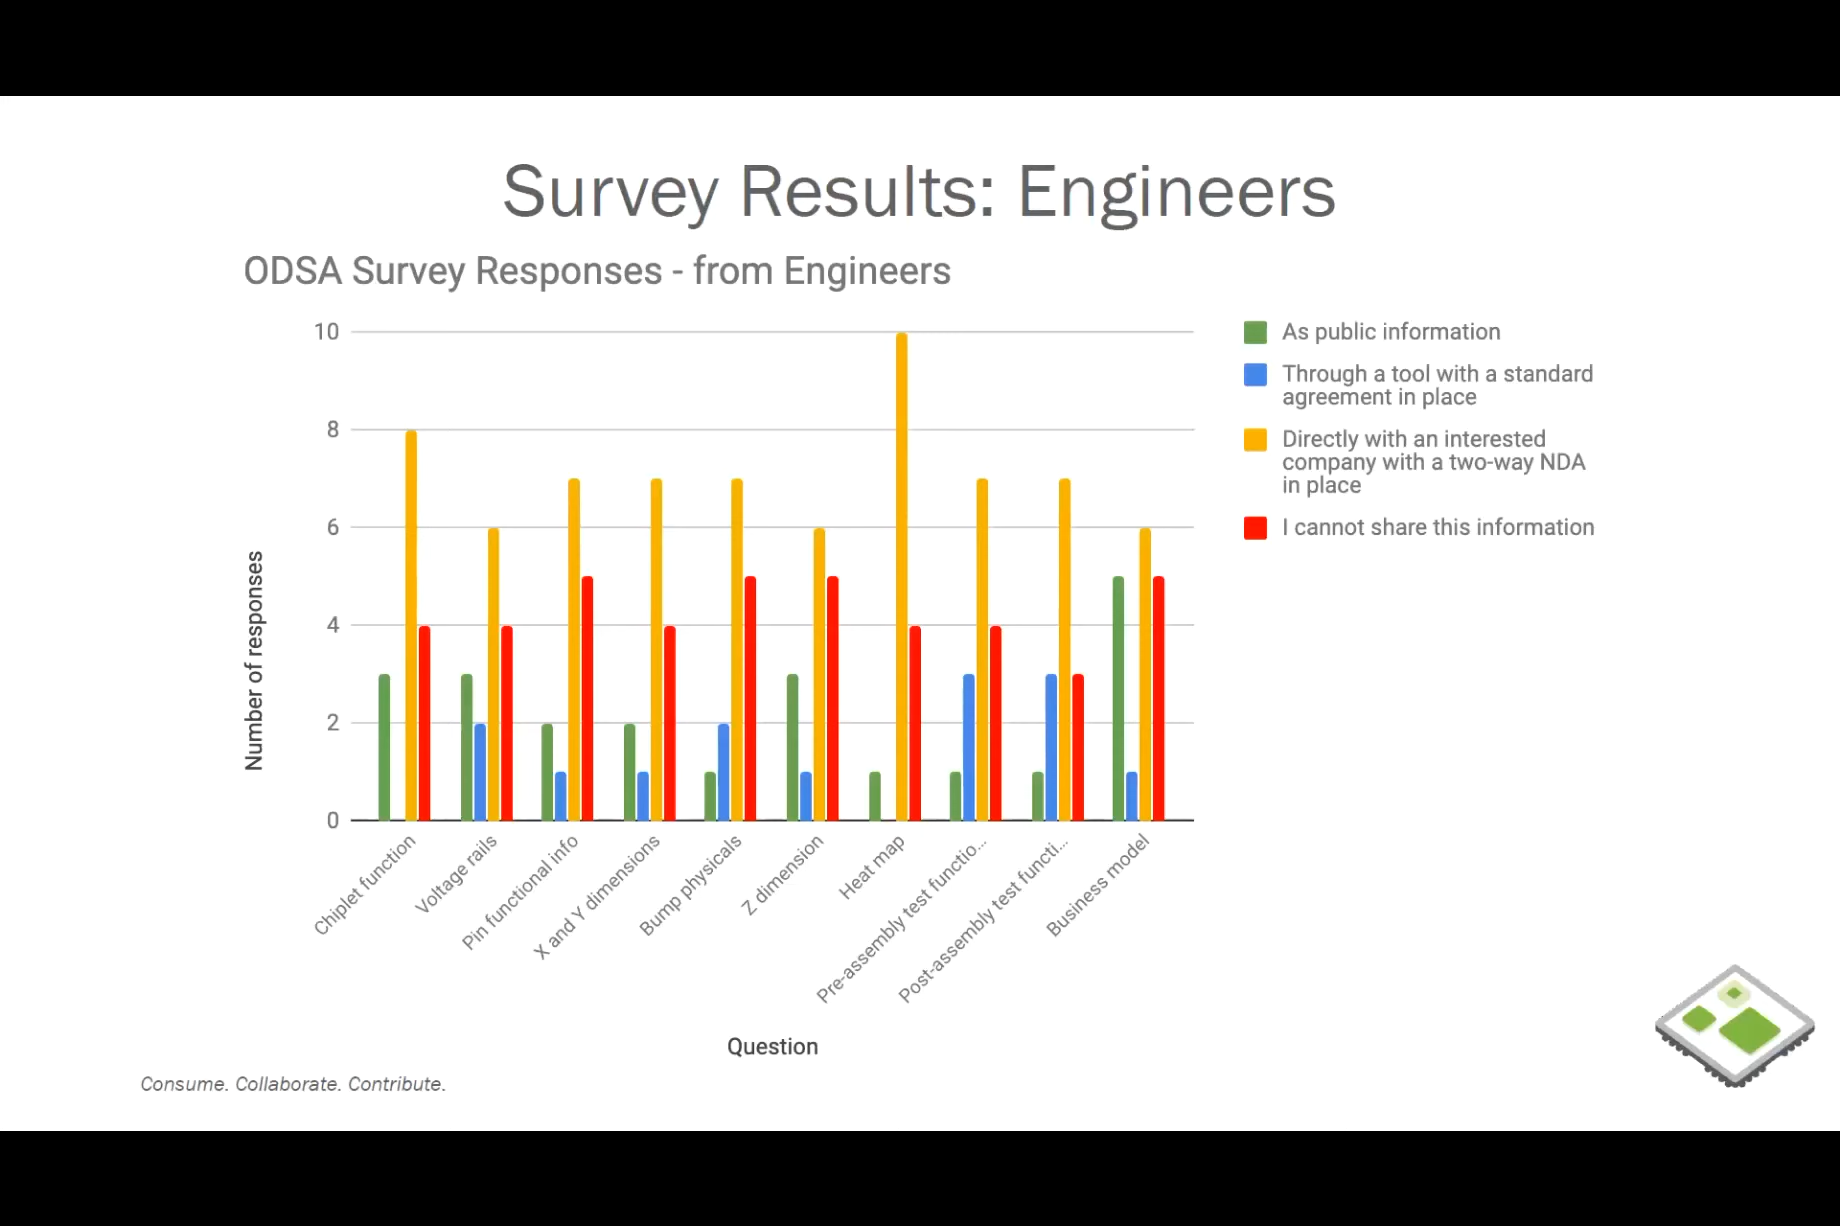 Survey Results: Engineers
ODSA Survey Responses - from Engineers
10
8
6
4
2
0
Number of responses
As public information
Through a tool with a standard
agreement in place
Directly with an interested
company with a two-way NDA
in place
I cannot share this information
Chiplet function
Voltage rails
Pin functional info
X and Y dimensions
Bump physicals
Z dimension
Heat map
Pre-assembly test functio...
Post-assembly test functi...
Business model
Question
Consume. Collaborate. Contribute.